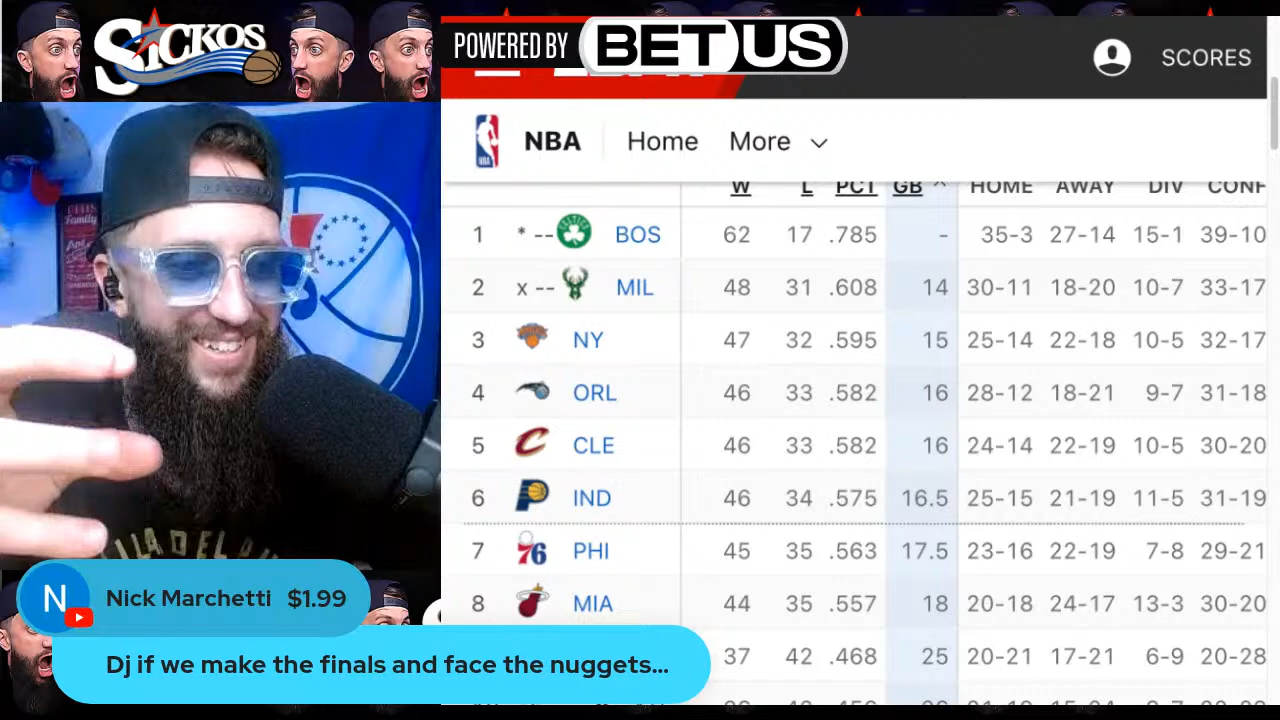 SICKOS
POWERED BY BETUS
SCORES
NBA Home More
W L PCT GB HOME AWAY DIV CONF
1 * -- BOS 62 17 .785 - 35-3 27-14 15-1 39-10
2 x -- MIL 48 31 .608 14 30-11 18-20 10-7 33-17
3 NY 47 32 .595 15 25-14 22-18 10-5 32-17
4 ORL 46 33 .582 16 28-12 18-21 9-7 31-18
5 CLE 46 33 .582 16 24-14 22-19 10-5 30-20
6 IND 46 34 .575 16.5 25-15 21-19 11-5 31-19
7 76 PHI 45 35 .563 17.5 23-16 22-19 7-8 29-21
8 MIA 44 35 .557 18 20-18 24-17 13-3 30-20
37 42 .468 25 20-21 17-21 6-9 20-28
N Nick Marchetti $1.99
Dj if we make the finals and face the nuggets...